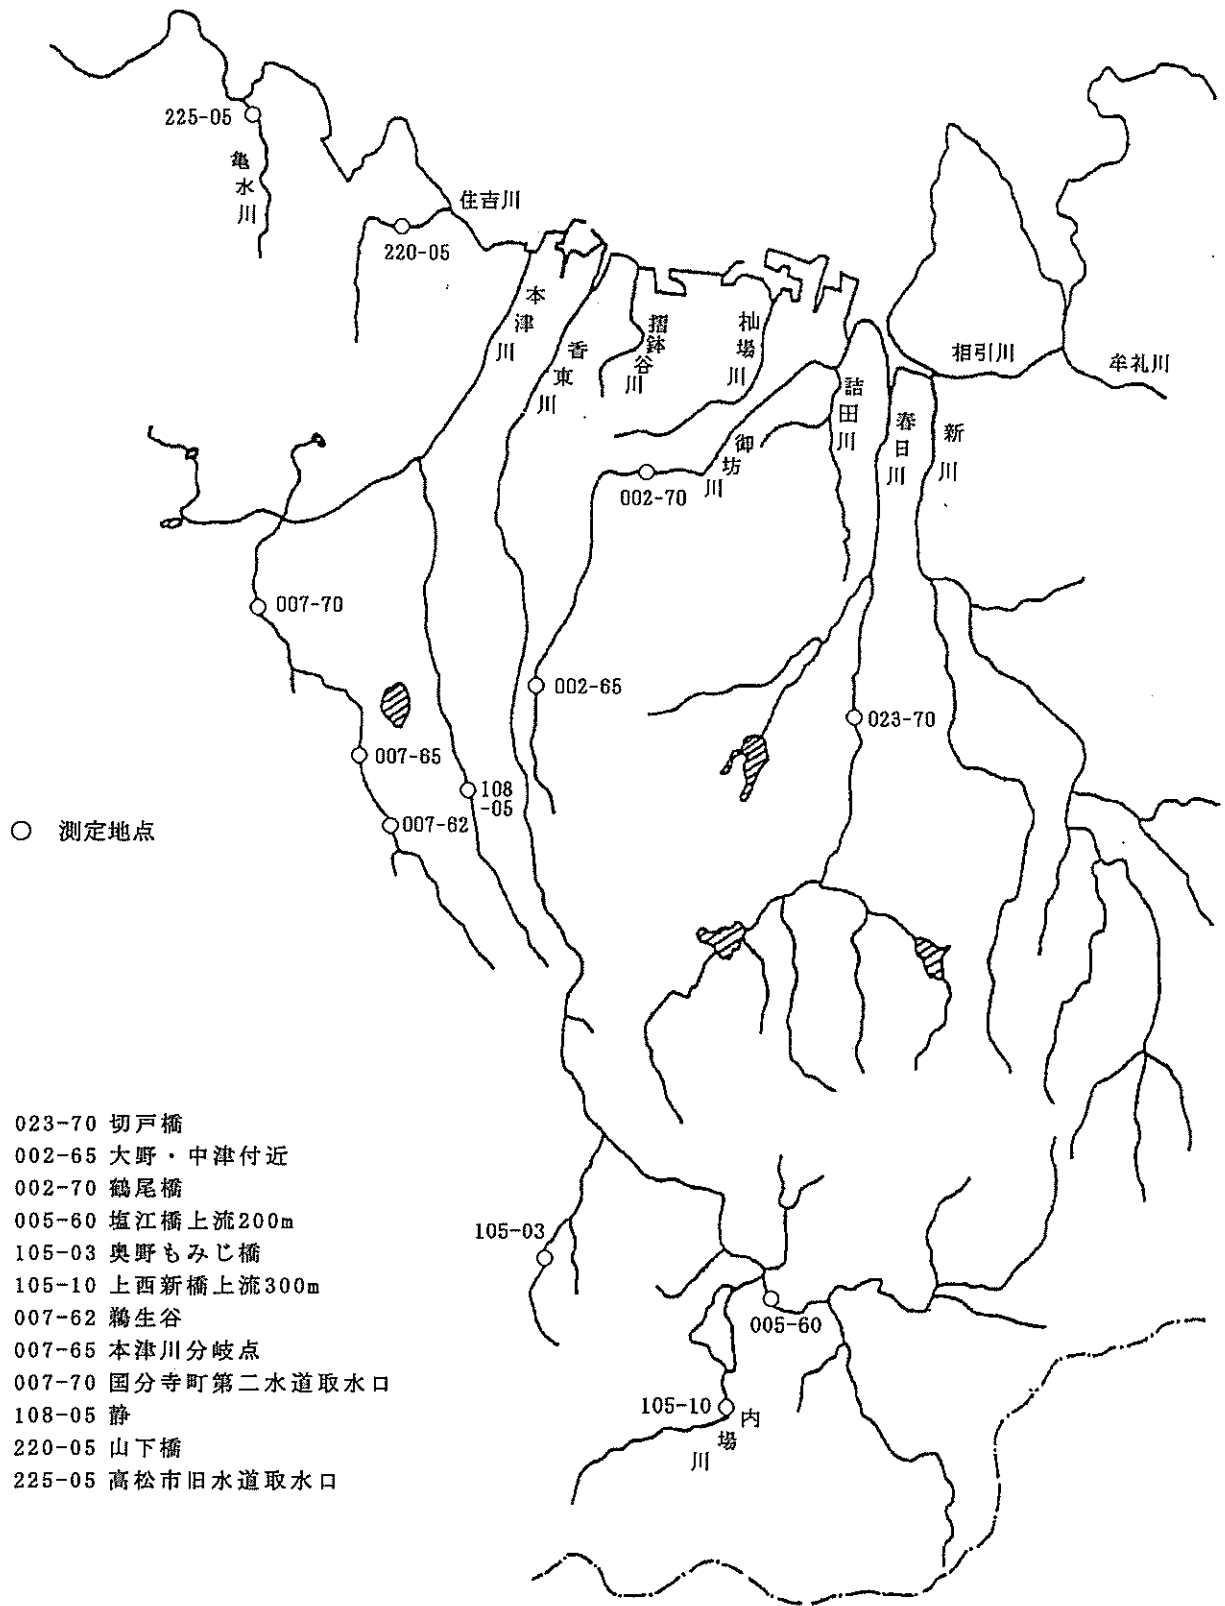 225-05
亀水川
住吉川
220-05
本津川
香東川
摺鉢谷川
杣場川
御坊川
詰田川
春日川
新川
相引川
牟礼川
002-70
007-70
002-65
023-70
007-65
108
-05
007-62
○ 測定地点
023-70 切戸橋
002-65 大野・中津付近
002-70 鶴尾橋
005-60 塩江橋上流200m
105-03 奥野もみじ橋
105-10 上西新橋上流300m
007-62 鵜生谷
007-65 本津川分岐点
007-70 国分寺町第二水道取水口
108-05 静
220-05 山下橋
225-05 高松市旧水道取水口
105-03
005-60
105-10
内場川